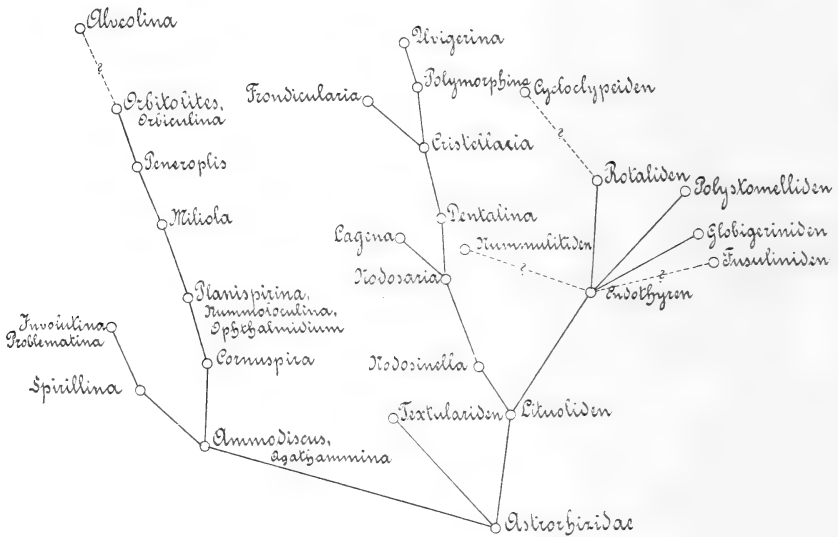 Alveolina
Uvigerina
Polymorphina
Cycloclypeiden
Frondicularia
Orbitolites,
Orbiculina
Cristellaria
Peneroplis
Rotaliden
Polystomelliden
Miliola
Dentalina
Lagena
Nummulitiden
Globigeriniden
Fusuliniden
Nodosaria
Endothyren
Planispirina,
Nummoloculina,
Ophthalmidium
Involutina
Problematina
Cornuspira
Nodosinella
Spirillina
Textulariden
Lituoliden
Ammodiscus,
Agathammina
Astrorhizidae